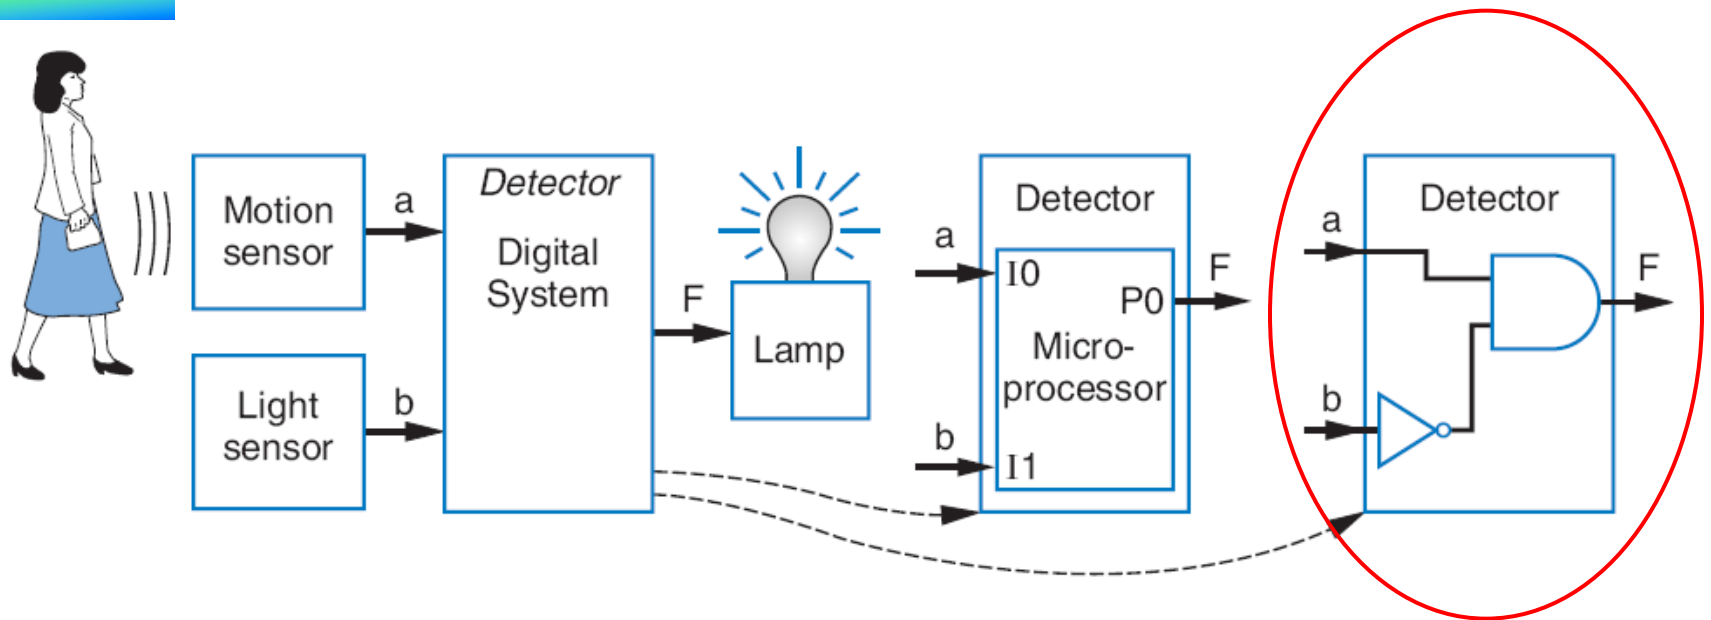 Motion
sensor
a
Light
sensor
b
Detector
Digital
System
F
Lamp
Detector
a
I0
P0
F
Micro-
processor
b
I1
Detector
a
F
b